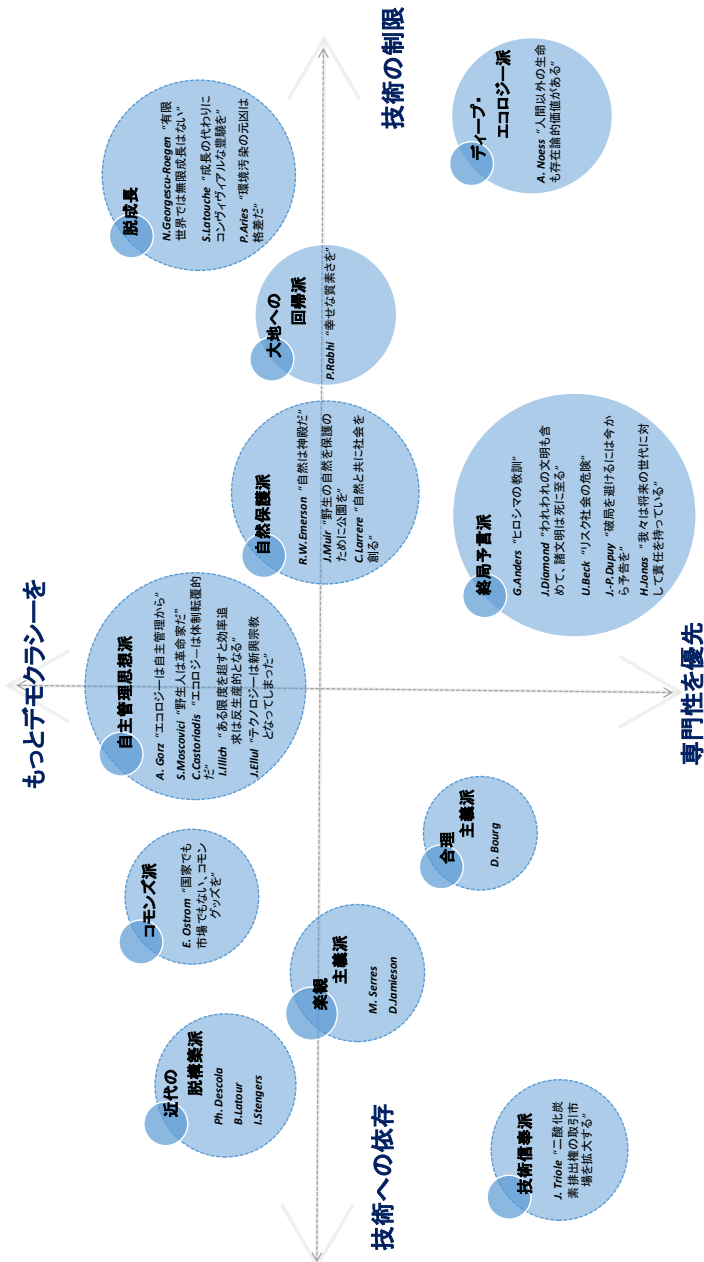 もっとデモクラシーを
近代の
脱構築派
Ph. Descola
B.Latour
I.Stengers
コモンズ派
E. Ostrom “国家でも
市場でもない、コモン
グッズを”
自主管理思想派
A. Gorz “エコロジーは自主管理から”
S.Moscovici “野生人は革命家だ”
C.Castoriadis “エコロジーは体制転覆的
だ”
I.Illich “ある限度を超すと効率追
求は反生産的となる”
J.Ellul “テクノロジーは新興宗教
となってしまった”
自然保護派
R.W.Emerson “自然は神殿だ”
J.Muir “野生の自然を保護の
ために公園を”
C.Larrere “自然と共に社会を
創る”
大地への
回帰派
P.Rabhi “幸せな質素さを”
脱成長
N.Georgescu-Roegen “有限
世界では無限成長はない”
S.Latouche “成長の代わりに
コンヴィヴィアルな豊饒を”
P.Aries “環境汚染の元凶は
格差だ”
技術への依存
技術の制限
楽観
主義派
M. Serres
D.Jamieson
技術信奉派
J. Triole “二酸化炭
素排出権の取引市
場を拡大する”
合理
主義派
D. Bourg
終局予言派
G.Anders “ヒロシマの教訓”
J.Diamond “われわれの文明も含
めて、諸文明は死に至る”
U.Beck “リスク社会の危険”
J.-P.Dupuy “破局を避けるには今か
ら予告を”
H.Jonas “我々は将来の世代に対
して責任を持っている”
ディープ・
エコロジー派
A. Noess “人間以外の生命
も存在論的価値がある”
専門性を優先